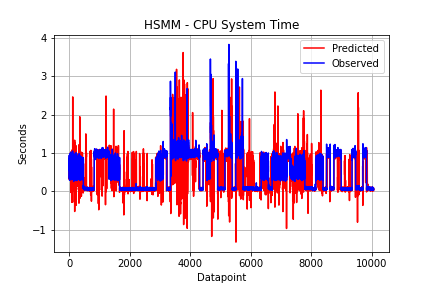 HSMM - CPU System Time
Predicted
Observed
Seconds
4
3
2
1
0
−1
0
2000
4000
6000
8000
10000
Datapoint